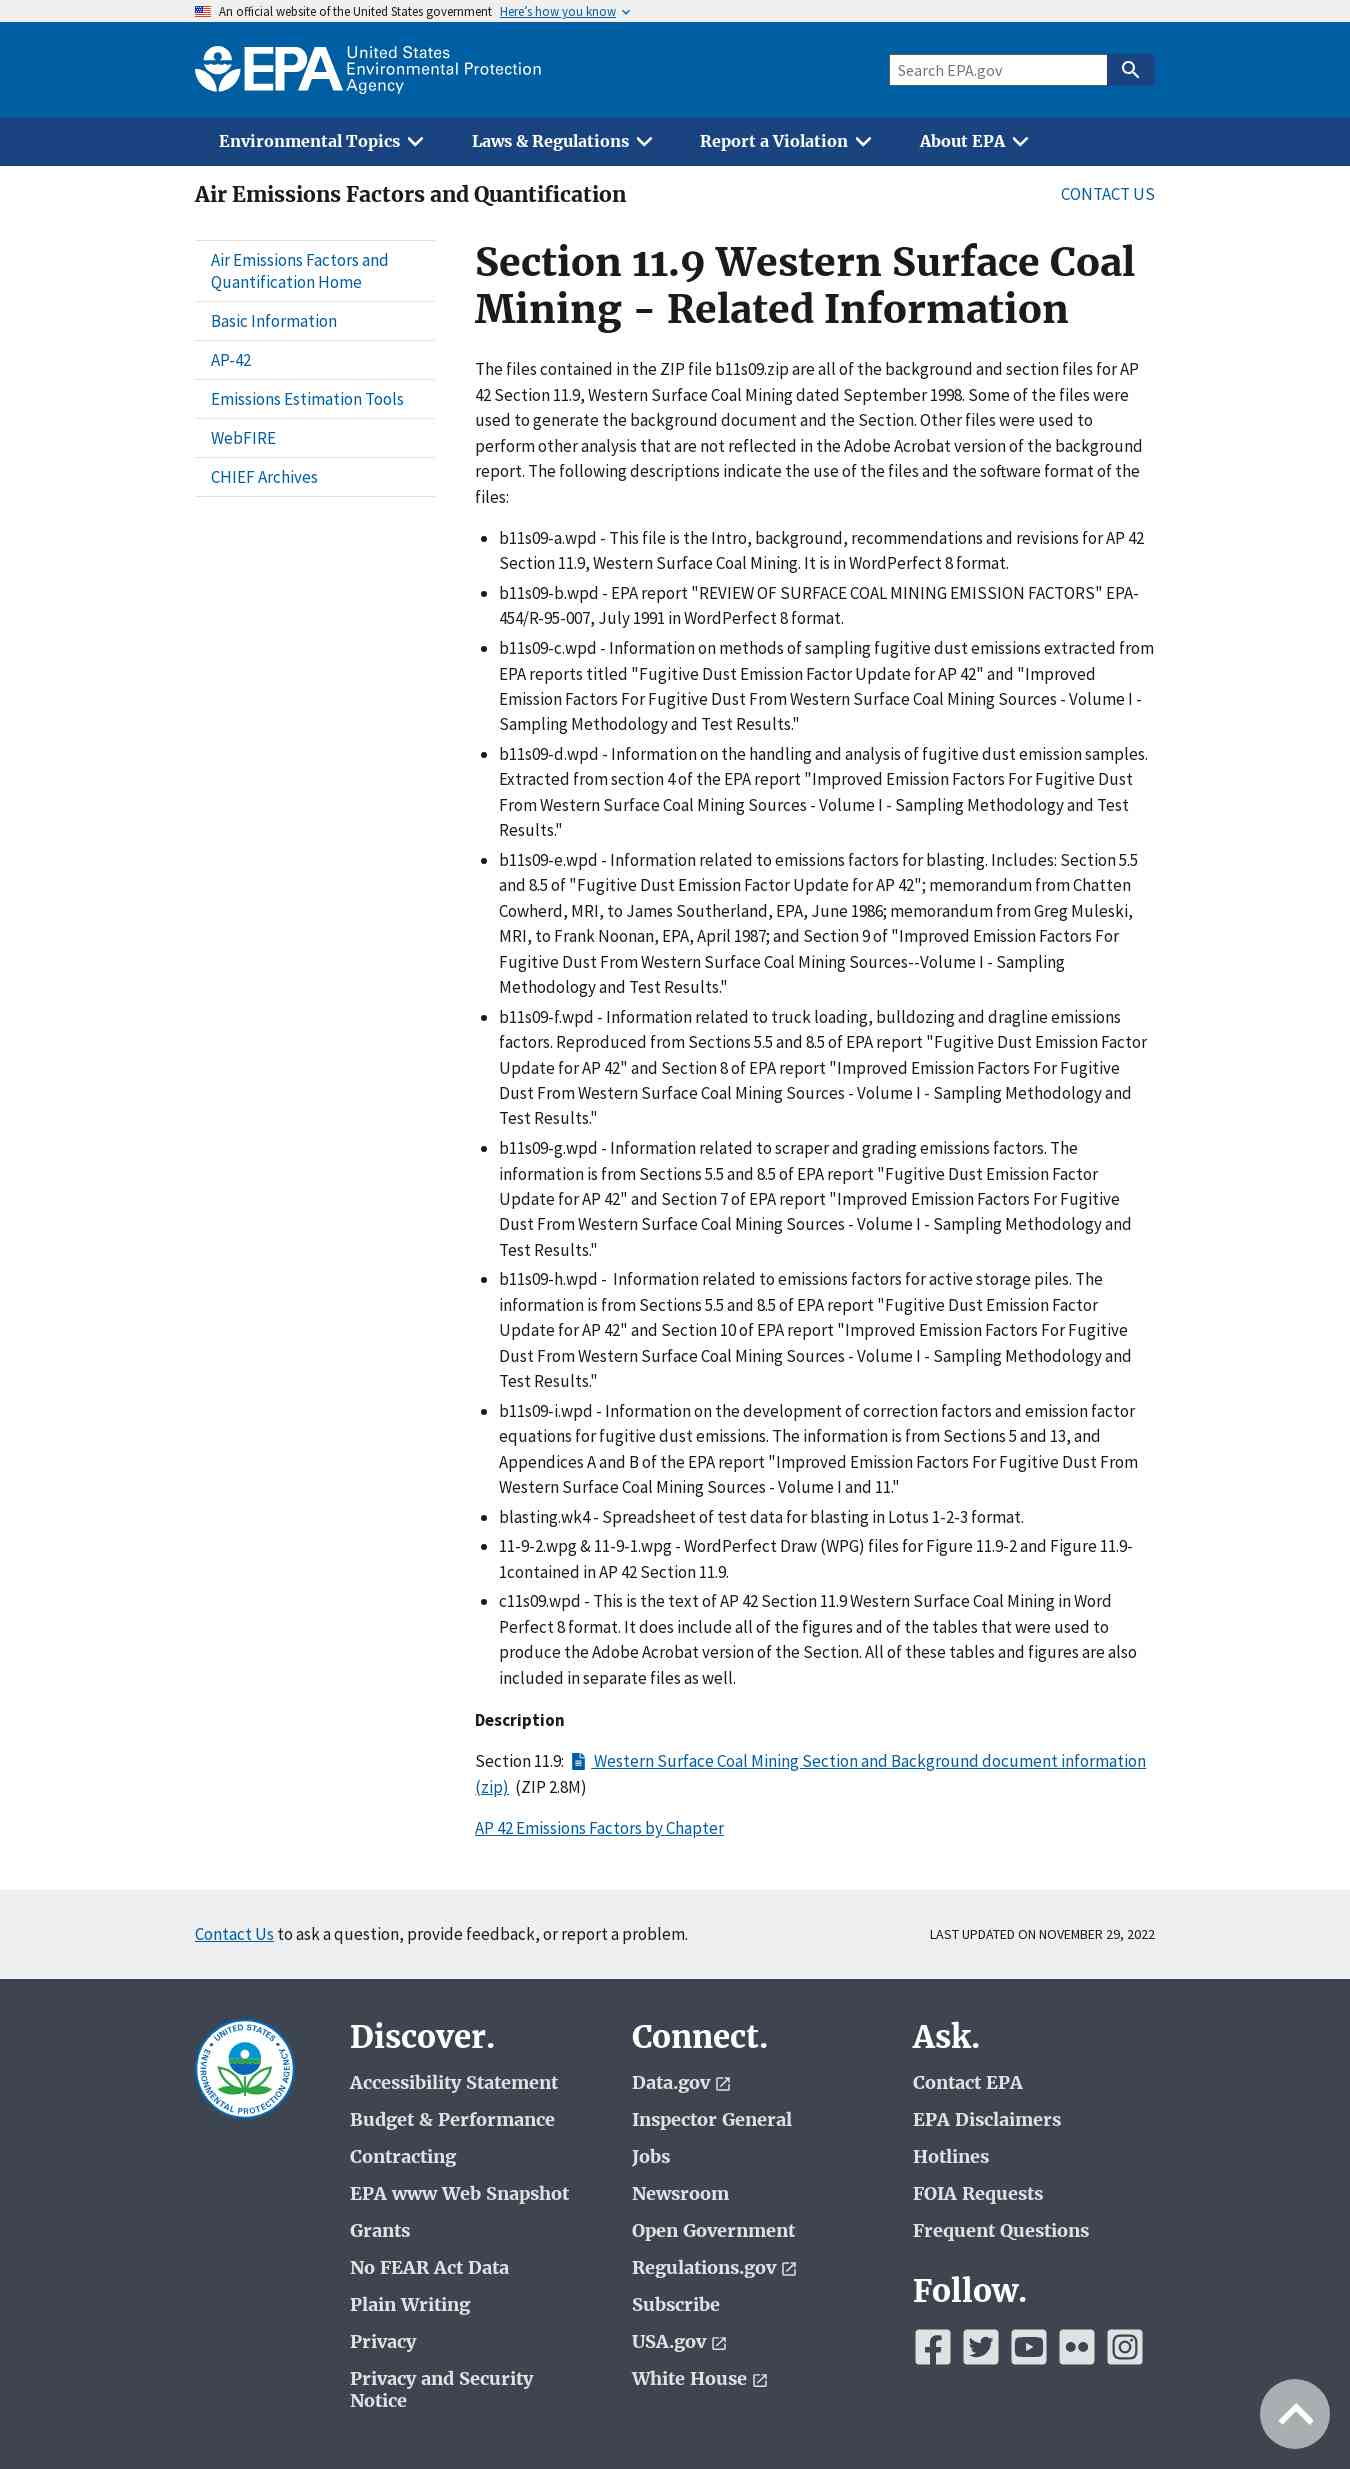 An official website of the United States government Here’s how you know
EPA United States
Environmental Protection
Agency
Search EPA.gov
Environmental Topics Laws & Regulations Report a Violation About EPA
Air Emissions Factors and Quantification CONTACT US
Air Emissions Factors and
Quantification Home
Basic Information
AP-42
Emissions Estimation Tools
WebFIRE
CHIEF Archives
Section 11.9 Western Surface Coal
Mining - Related Information
The files contained in the ZIP file b11s09.zip are all of the background and section files for AP
42 Section 11.9, Western Surface Coal Mining dated September 1998. Some of the files were
used to generate the background document and the Section. Other files were used to
perform other analysis that are not reflected in the Adobe Acrobat version of the background
report. The following descriptions indicate the use of the files and the software format of the
files:
• b11s09-a.wpd - This file is the Intro, background, recommendations and revisions for AP 42
Section 11.9, Western Surface Coal Mining. It is in WordPerfect 8 format.
• b11s09-b.wpd - EPA report "REVIEW OF SURFACE COAL MINING EMISSION FACTORS" EPA-
454/R-95-007, July 1991 in WordPerfect 8 format.
• b11s09-c.wpd - Information on methods of sampling fugitive dust emissions extracted from
EPA reports titled "Fugitive Dust Emission Factor Update for AP 42" and "Improved
Emission Factors For Fugitive Dust From Western Surface Coal Mining Sources - Volume I -
Sampling Methodology and Test Results."
• b11s09-d.wpd - Information on the handling and analysis of fugitive dust emission samples.
Extracted from section 4 of the EPA report "Improved Emission Factors For Fugitive Dust
From Western Surface Coal Mining Sources - Volume I - Sampling Methodology and Test
Results."
• b11s09-e.wpd - Information related to emissions factors for blasting. Includes: Section 5.5
and 8.5 of "Fugitive Dust Emission Factor Update for AP 42"; memorandum from Chatten
Cowherd, MRI, to James Southerland, EPA, June 1986; memorandum from Greg Muleski,
MRI, to Frank Noonan, EPA, April 1987; and Section 9 of "Improved Emission Factors For
Fugitive Dust From Western Surface Coal Mining Sources--Volume I - Sampling
Methodology and Test Results."
• b11s09-f.wpd - Information related to truck loading, bulldozing and dragline emissions
factors. Reproduced from Sections 5.5 and 8.5 of EPA report "Fugitive Dust Emission Factor
Update for AP 42" and Section 8 of EPA report "Improved Emission Factors For Fugitive
Dust From Western Surface Coal Mining Sources - Volume I - Sampling Methodology and
Test Results."
• b11s09-g.wpd - Information related to scraper and grading emissions factors. The
information is from Sections 5.5 and 8.5 of EPA report "Fugitive Dust Emission Factor
Update for AP 42" and Section 7 of EPA report "Improved Emission Factors For Fugitive
Dust From Western Surface Coal Mining Sources - Volume I - Sampling Methodology and
Test Results."
• b11s09-h.wpd - Information related to emissions factors for active storage piles. The
information is from Sections 5.5 and 8.5 of EPA report "Fugitive Dust Emission Factor
Update for AP 42" and Section 10 of EPA report "Improved Emission Factors For Fugitive
Dust From Western Surface Coal Mining Sources - Volume I - Sampling Methodology and
Test Results."
• b11s09-i.wpd - Information on the development of correction factors and emission factor
equations for fugitive dust emissions. The information is from Sections 5 and 13, and
Appendices A and B of the EPA report "Improved Emission Factors For Fugitive Dust From
Western Surface Coal Mining Sources - Volume I and 11."
• blasting.wk4 - Spreadsheet of test data for blasting in Lotus 1-2-3 format.
• 11-9-2.wpg & 11-9-1.wpg - WordPerfect Draw (WPG) files for Figure 11.9-2 and Figure 11.9-
1contained in AP 42 Section 11.9.
• c11s09.wpd - This is the text of AP 42 Section 11.9 Western Surface Coal Mining in Word
Perfect 8 format. It does include all of the figures and of the tables that were used to
produce the Adobe Acrobat version of the Section. All of these tables and figures are also
included in separate files as well.
Description
Section 11.9: Western Surface Coal Mining Section and Background document information
(zip) (ZIP 2.8M)
AP 42 Emissions Factors by Chapter
Contact Us to ask a question, provide feedback, or report a problem. LAST UPDATED ON NOVEMBER 29, 2022
UNITED STATES ENVIRONMENTAL PROTECTION AGENCY
Discover.
Accessibility Statement
Budget & Performance
Contracting
EPA www Web Snapshot
Grants
No FEAR Act Data
Plain Writing
Privacy
Privacy and Security
Notice
Connect.
Data.gov
Inspector General
Jobs
Newsroom
Open Government
Regulations.gov
Subscribe
USA.gov
White House
Ask.
Contact EPA
EPA Disclaimers
Hotlines
FOIA Requests
Frequent Questions
Follow.